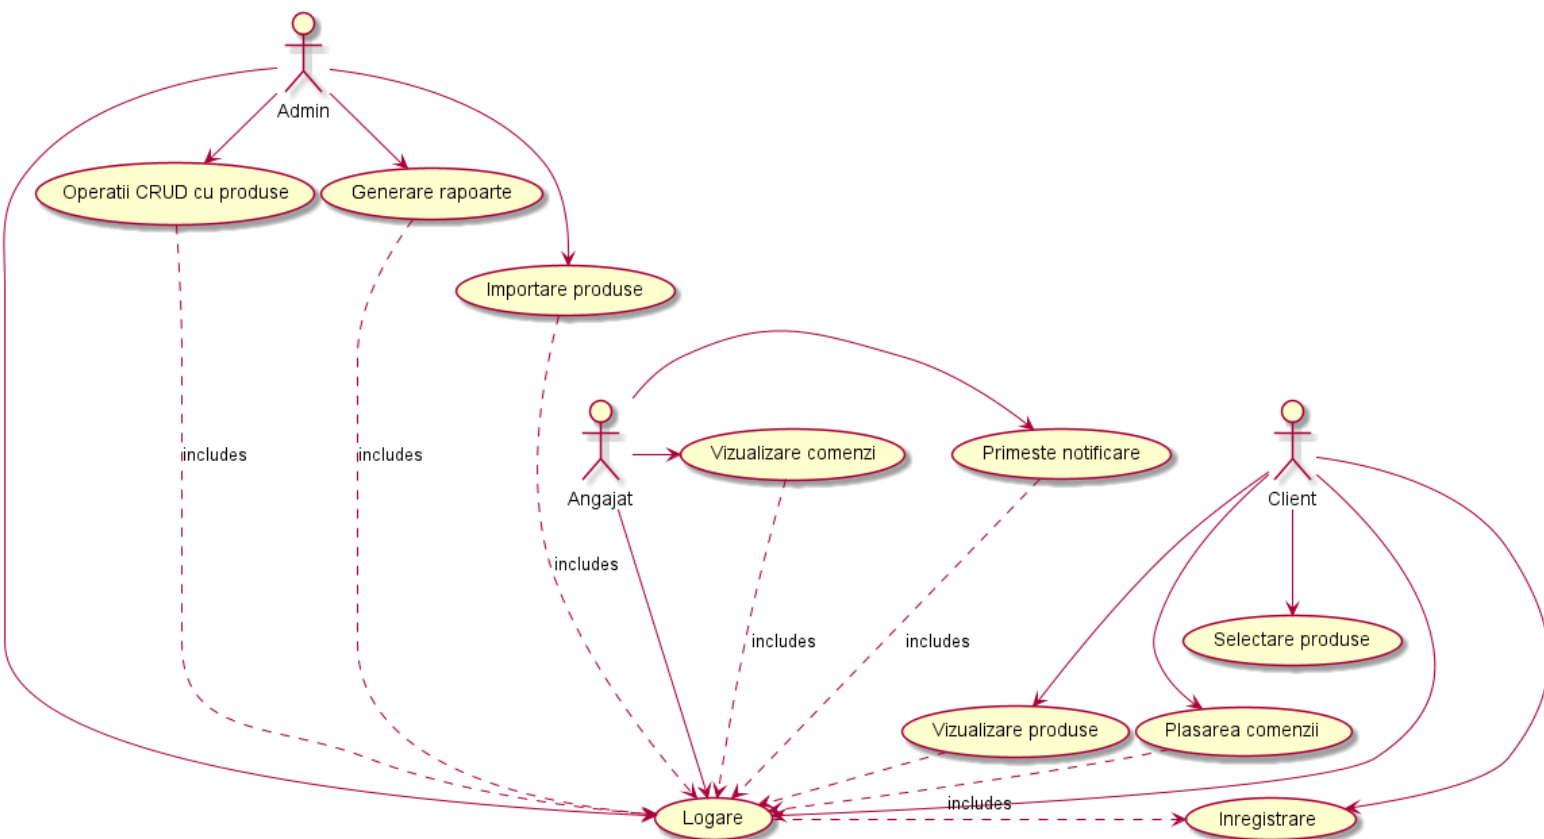 Admin
Operatii CRUD cu produse
Generare rapoarte
Importare produse
Angajat
Vizualizare comenzi
Primeste notificare
Client
includes
includes
includes
includes
includes
Selectare produse
Vizualizare produse
Plasarea comenzii
includes
Logare
Inregistrare